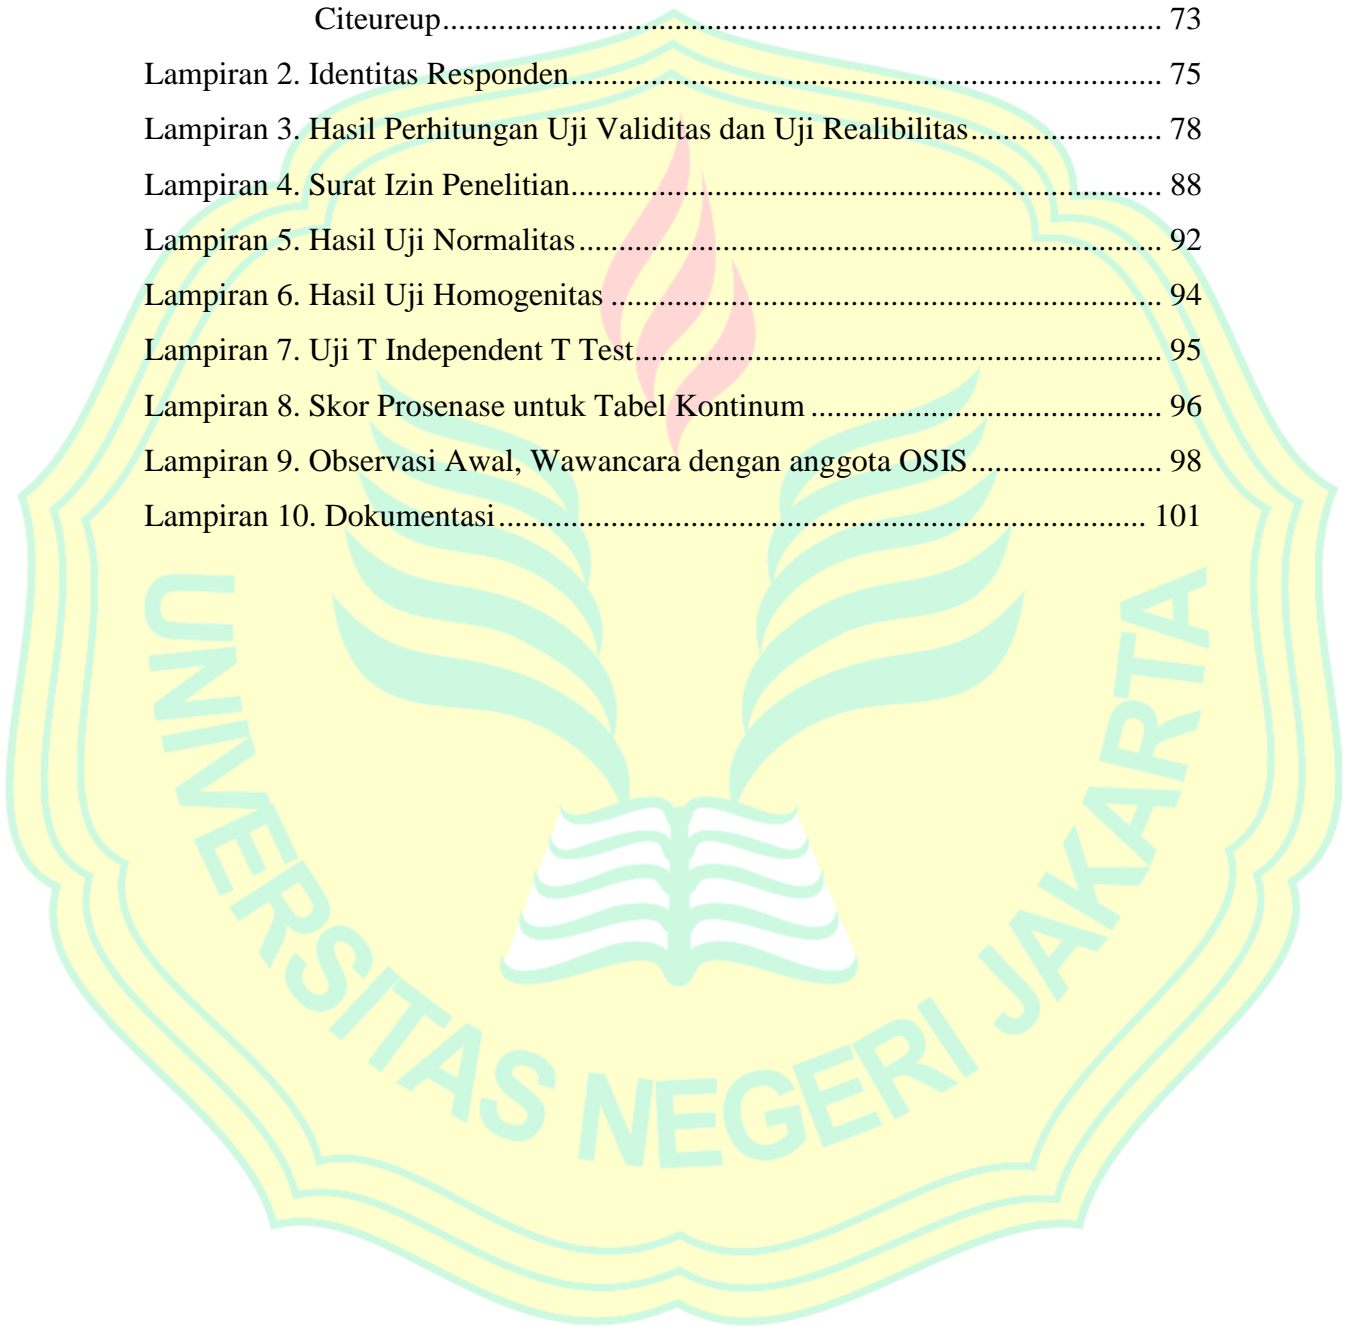 Citeureup.......................................................................................... 73
Lampiran 2. Identitas Responden.......................................................................... 75
Lampiran 3. Hasil Perhitungan Uji Validitas dan Uji Realibilitas........................ 78
Lampiran 4. Surat Izin Penelitian.......................................................................... 88
Lampiran 5. Hasil Uji Normalitas......................................................................... 92
Lampiran 6. Hasil Uji Homogenitas ..................................................................... 94
Lampiran 7. Uji T Independent T Test.................................................................. 95
Lampiran 8. Skor Prosenase untuk Tabel Kontinum ............................................ 96
Lampiran 9. Observasi Awal, Wawancara dengan anggota OSIS........................ 98
Lampiran 10. Dokumentasi................................................................................. 101
UNIVERSITAS NEGERI JAKARTA